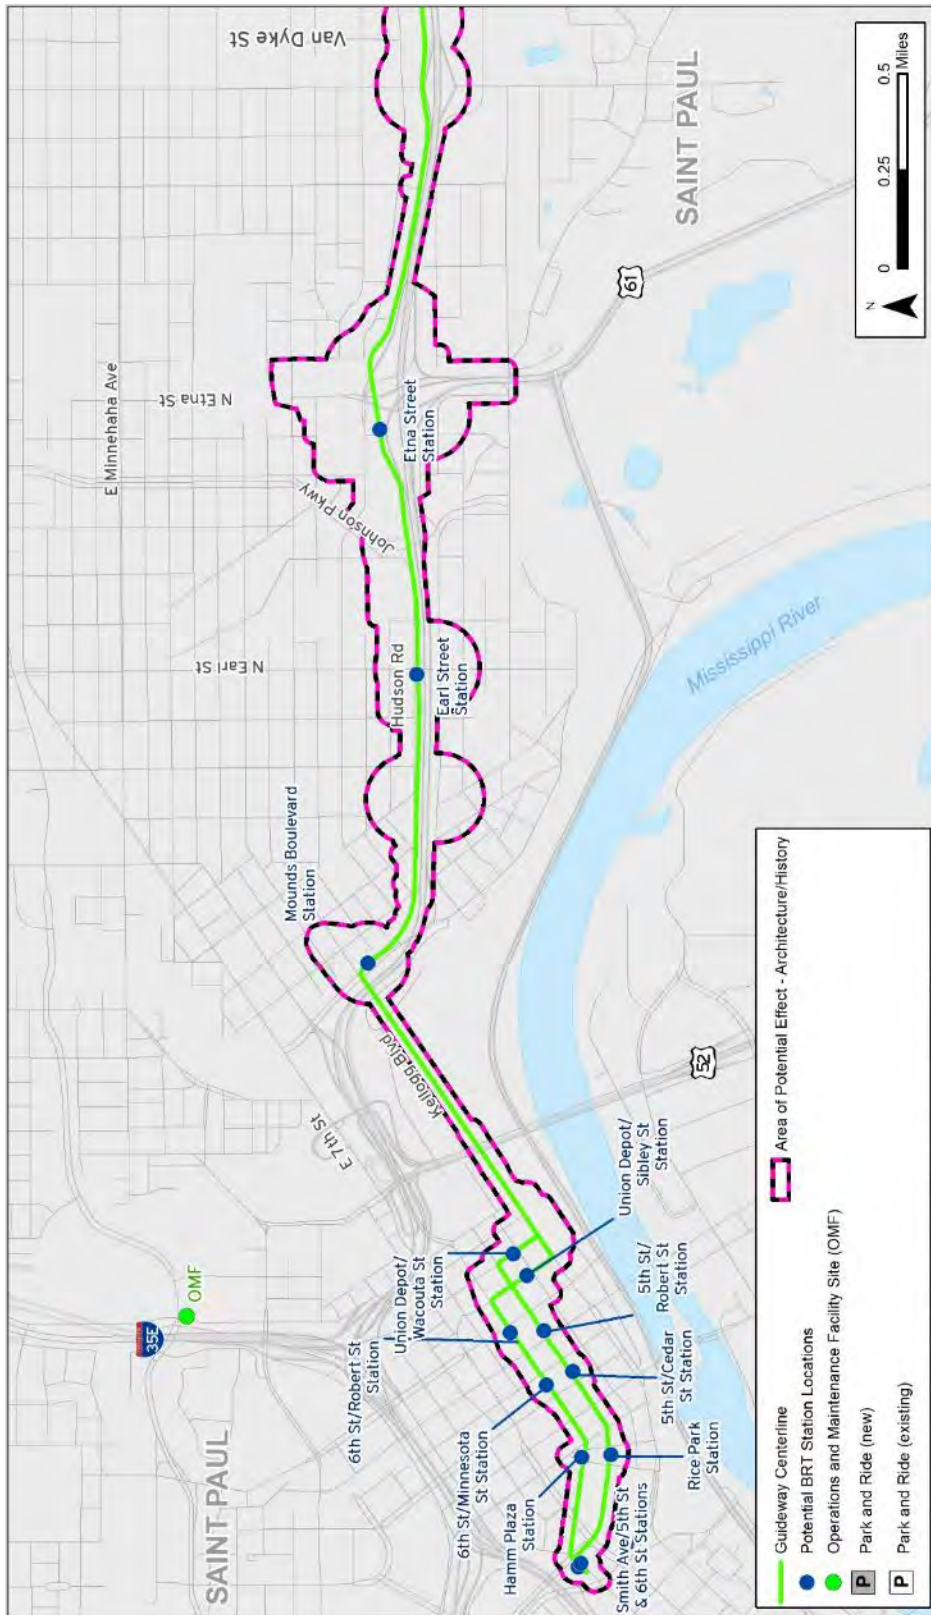 Van Dyke St
SAINT PAUL
E Minnehaha Ave
N Etna St
61
Etna Street
Station
Johnson Pkwy
N Earl St
Hudson Rd
Earl Street
Station
Mississippi River
Mounds Boulevard
Station
Kellogg Blvd
E 7th St
52
35E
OMF
Union Depot/
Wacouta St
Station
Union Depot/
Sibley St
Station
6th St/Robert St
Station
5th St/
Robert St
Station
6th St/Minnesota
St Station
5th St/Cedar
St Station
Hamm Plaza
Station
Rice Park
Station
Smith Ave/5th St
& 6th St Stations
SAINT PAUL
N
0 0.25 0.5
Miles
Guideway Centerline
Potential BRT Station Locations
Operations and Maintenance Facility Site (OMF)
P Park and Ride (new)
P Park and Ride (existing)
Area of Potential Effect - Architecture/History